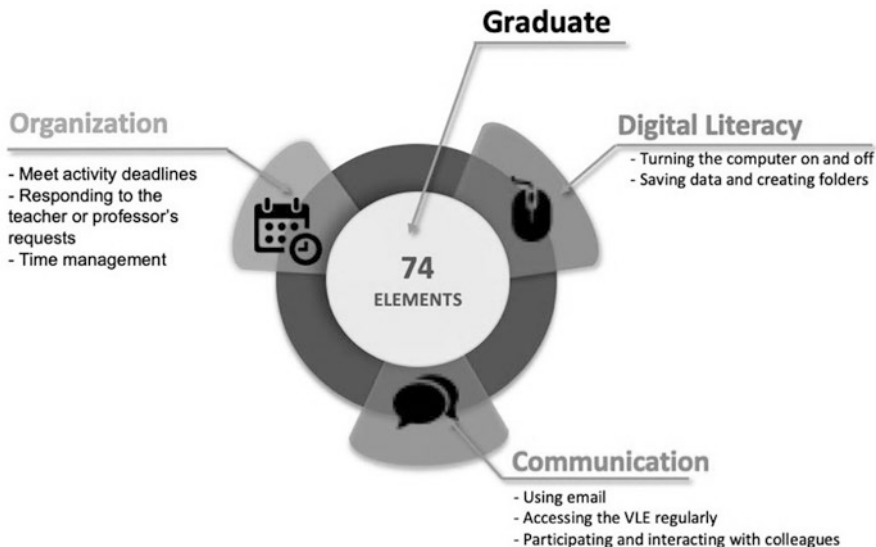 Graduate
Organization
- Meet activity deadlines
- Responding to the
teacher or professor's
requests
- Time management
Digital Literacy
- Turning the computer on and off
- Saving data and creating folders
74
ELEMENTS
Communication
- Using email
- Accessing the VLE regularly
- Participating and interacting with colleagues